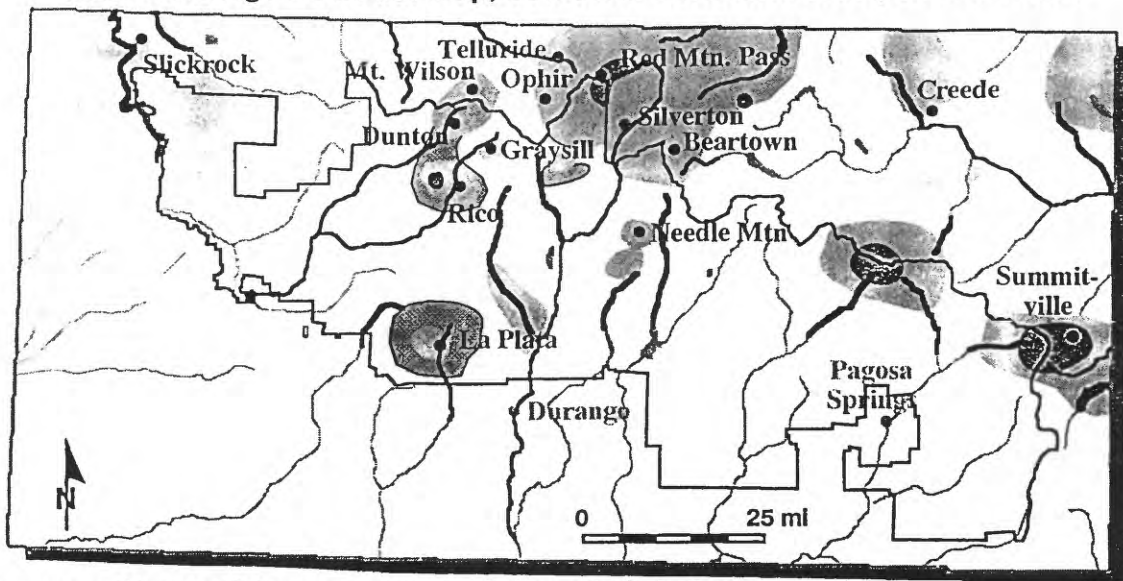 Slickrock
Telluride
Red Mtn. Pass
Mt. Wilson
Ophir
Creede
Silverton
Dunton
Beartown
Graysill
Rico
Needle Mtn
Summit-
ville
La Plata
Pagosa
Springs
Durango
N
0 25 mi